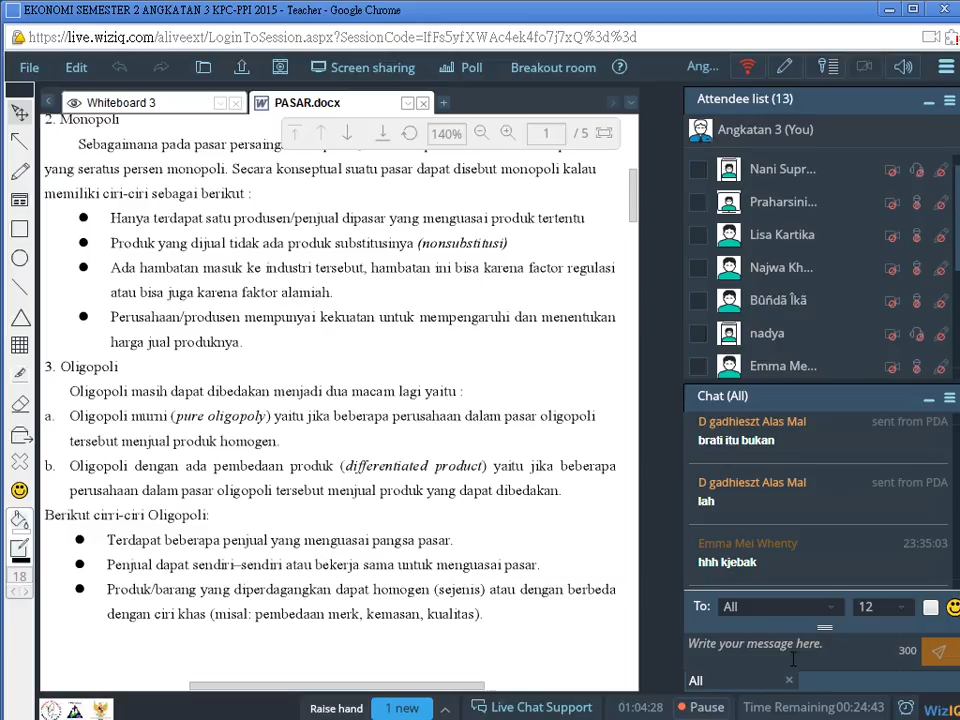 EKONOMI SEMESTER 2 ANGKATAN 3 KPC-PPI 2015 - Teacher - Google Chrome
https://live.wiziq.com/aliveext/LoginToSession.aspx?SessionCode=IfFs5yfXWAc4ek4fo7j7xQ%3d%3d
File Edit Screen sharing Poll Breakout room Ang...
Whiteboard 3 PASAR.docx
140% 1 / 5
2. Monopoli
Sebagaimana pada pasar persaing
yang seratus persen monopoli. Secara konseptual suatu pasar dapat disebut monopoli kalau
memiliki ciri-ciri sebagai berikut :
Hanya terdapat satu produsen/penjual dipasar yang menguasai produk tertentu
Produk yang dijual tidak ada produk substitusinya (nonsubstitusi)
Ada hambatan masuk ke industri tersebut, hambatan ini bisa karena factor regulasi
atau bisa juga karena faktor alamiah.
Perusahaan/produsen mempunyai kekuatan untuk mempengaruhi dan menentukan
harga jual produknya.
3. Oligopoli
Oligopoli masih dapat dibedakan menjadi dua macam lagi yaitu :
a. Oligopoli murni (pure oligopoly) yaitu jika beberapa perusahaan dalam pasar oligopoli
tersebut menjual produk homogen.
b. Oligopoli dengan ada pembedaan produk (differentiated product) yaitu jika beberapa
perusahaan dalam pasar oligopoli tersebut menjual produk yang dapat dibedakan.
Berikut cirri-ciri Oligopoli:
Terdapat beberapa penjual yang menguasai pangsa pasar.
Penjual dapat sendiri–sendiri atau bekerja sama untuk menguasai pasar.
Produk/barang yang diperdagangkan dapat homogen (sejenis) atau dengan berbeda
dengan ciri khas (misal: pembedaan merk, kemasan, kualitas).
18
Attendee list (13)
Angkatan 3 (You)
Nani Supr...
Praharsini...
Lisa Kartika
Najwa Kh...
Bûñdã Îkã
nadya
Emma Me...
Chat (All)
D gadhieszt Alas Mal sent from PDA
brati itu bukan
D gadhieszt Alas Mal sent from PDA
lah
Emma Mei Whenty 23:35:03
hhh kjebak
To: All 12
Write your message here. 300
All
Raise hand 1 new Live Chat Support 01:04:28 Pause Time Remaining 00:24:43 WizIQ